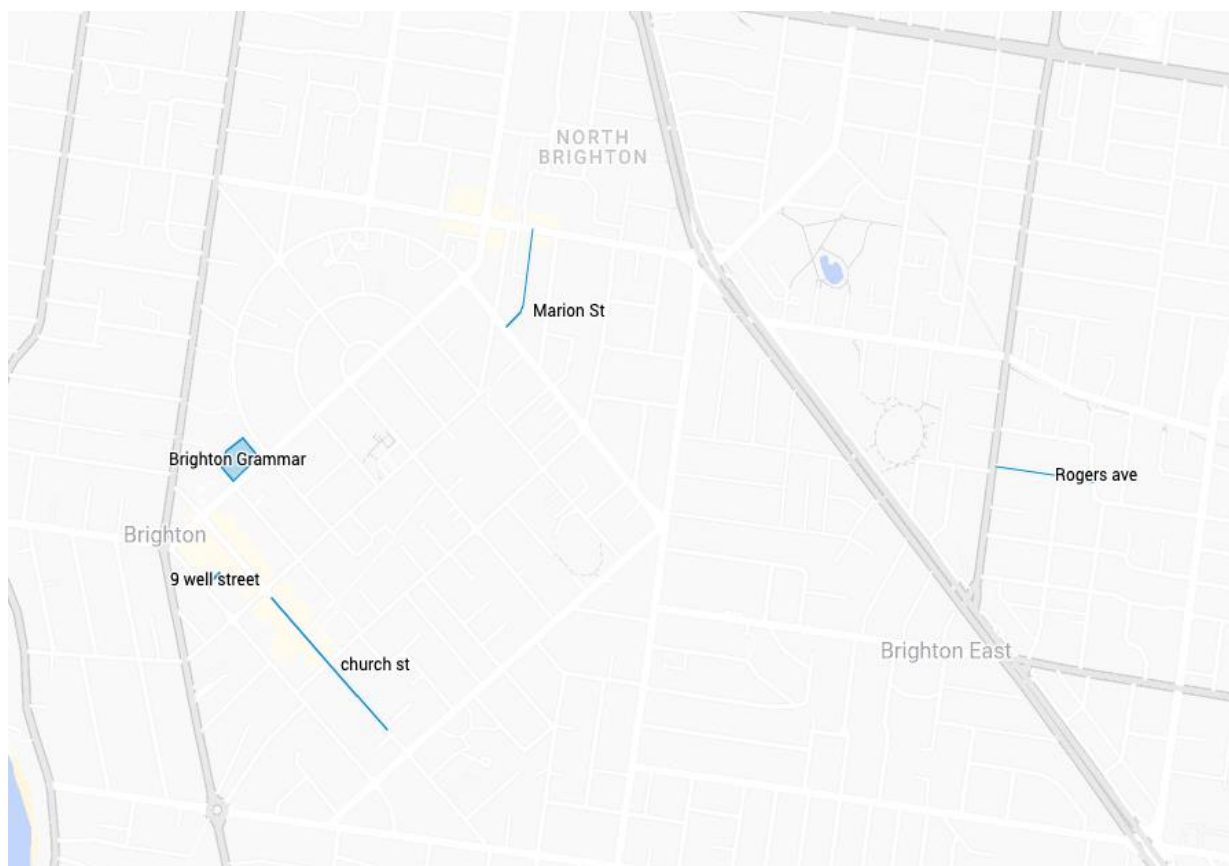 NORTH
BRIGHTON
Marion St
Brighton Grammar
Rogers ave
Brighton
9 well street
Brighton East
church st